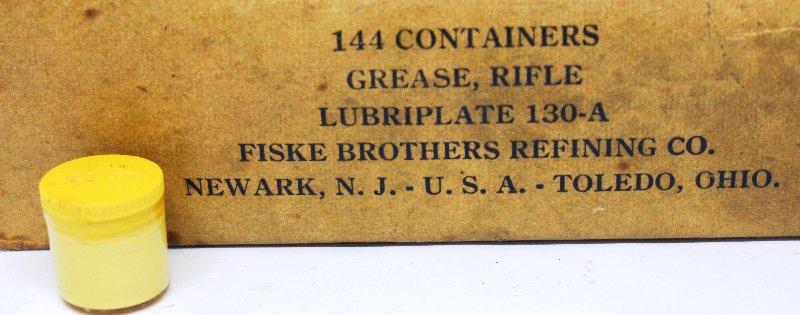 144 CONTAINERS
GREASE, RIFLE
LUBRIPLATE 130-A
FISKE BROTHERS REFINING CO.
NEWARK, N. J. - U. S. A. - TOLEDO, OHIO.